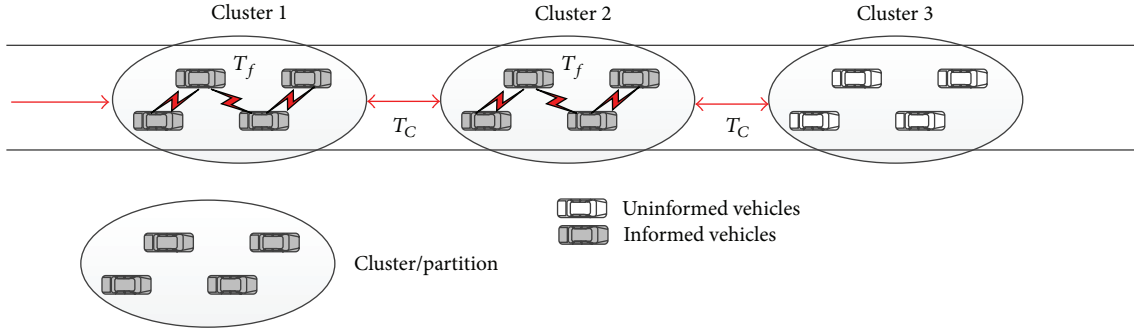 Cluster 1
Cluster 2
Cluster 3
T_f
T_f
T_C
T_C
Uninformed vehicles
Informed vehicles
Cluster/partition